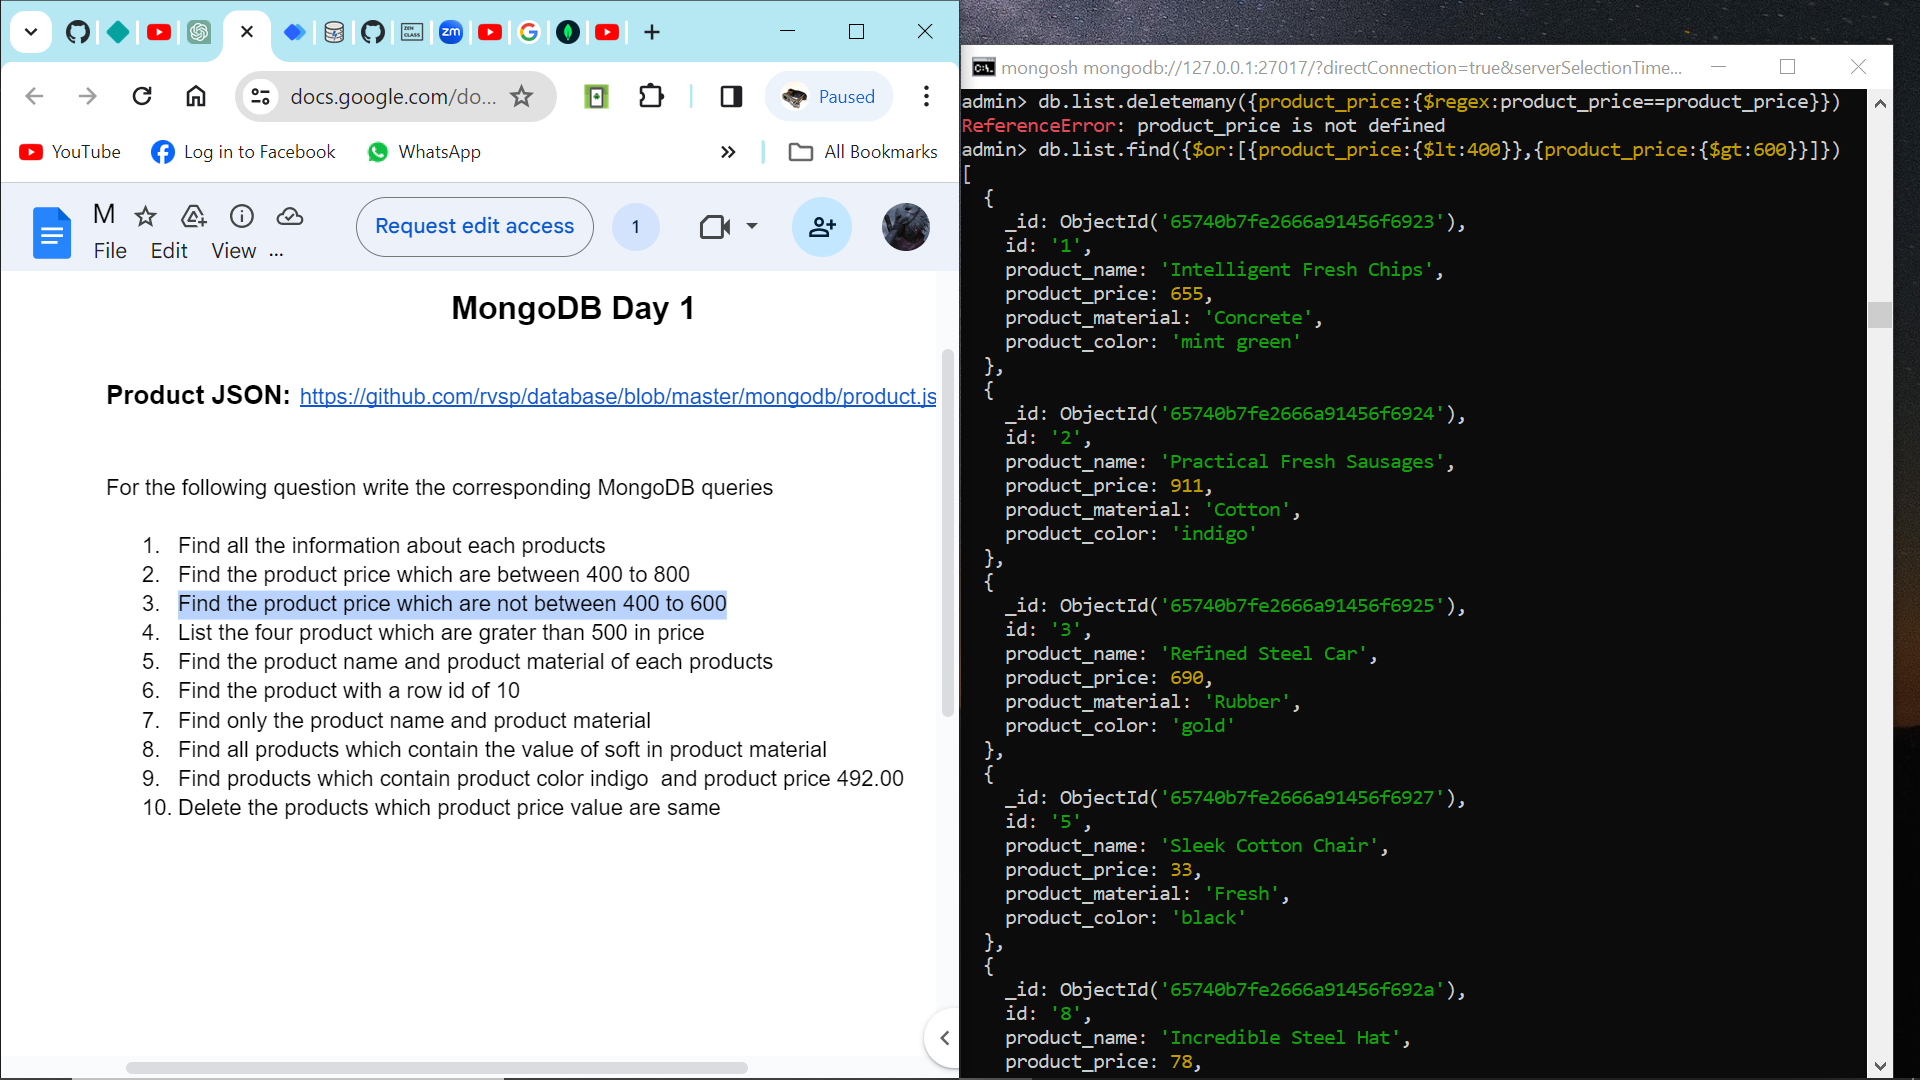 ZEN CLASS
zm
docs.google.com/do...
Paused
YouTube
Log in to Facebook
WhatsApp
All Bookmarks
M
File Edit View ...
Request edit access
1
MongoDB Day 1
Product JSON: https://github.com/rvsp/database/blob/master/mongodb/product.js
For the following question write the corresponding MongoDB queries
1. Find all the information about each products
2. Find the product price which are between 400 to 800
3. Find the product price which are not between 400 to 600
4. List the four product which are grater than 500 in price
5. Find the product name and product material of each products
6. Find the product with a row id of 10
7. Find only the product name and product material
8. Find all products which contain the value of soft in product material
9. Find products which contain product color indigo  and product price 492.00
10. Delete the products which product price value are same
mongosh mongodb://127.0.0.1:27017/?directConnection=true&serverSelectionTime...
admin> db.list.deletemany({product_price:{$regex:product_price==product_price}})
ReferenceError: product_price is not defined
admin> db.list.find({$or:[{product_price:{$lt:400}},{product_price:{$gt:600}}]})
[
{
_id: ObjectId('65740b7fe2666a91456f6923'),
id: '1',
product_name: 'Intelligent Fresh Chips',
product_price: 655,
product_material: 'Concrete',
product_color: 'mint green'
},
{
_id: ObjectId('65740b7fe2666a91456f6924'),
id: '2',
product_name: 'Practical Fresh Sausages',
product_price: 911,
product_material: 'Cotton',
product_color: 'indigo'
},
{
_id: ObjectId('65740b7fe2666a91456f6925'),
id: '3',
product_name: 'Refined Steel Car',
product_price: 690,
product_material: 'Rubber',
product_color: 'gold'
},
{
_id: ObjectId('65740b7fe2666a91456f6927'),
id: '5',
product_name: 'Sleek Cotton Chair',
product_price: 33,
product_material: 'Fresh',
product_color: 'black'
},
{
_id: ObjectId('65740b7fe2666a91456f692a'),
id: '8',
product_name: 'Incredible Steel Hat',
product_price: 78,